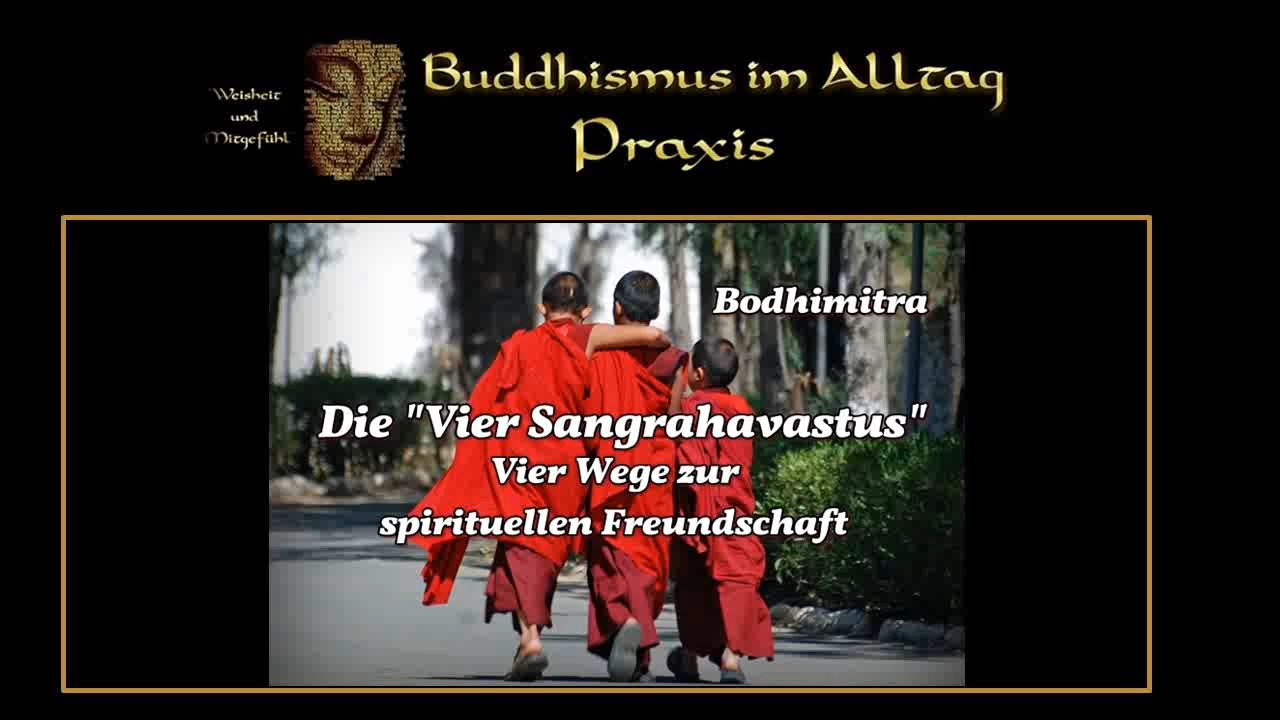 Buddhismus im Alltag
Praxis
Weisheit
und
Mitgefühl
Bodhimitra
Die "Vier Sangrahavastus"
Vier Wege zur
spirituellen Freundschaft